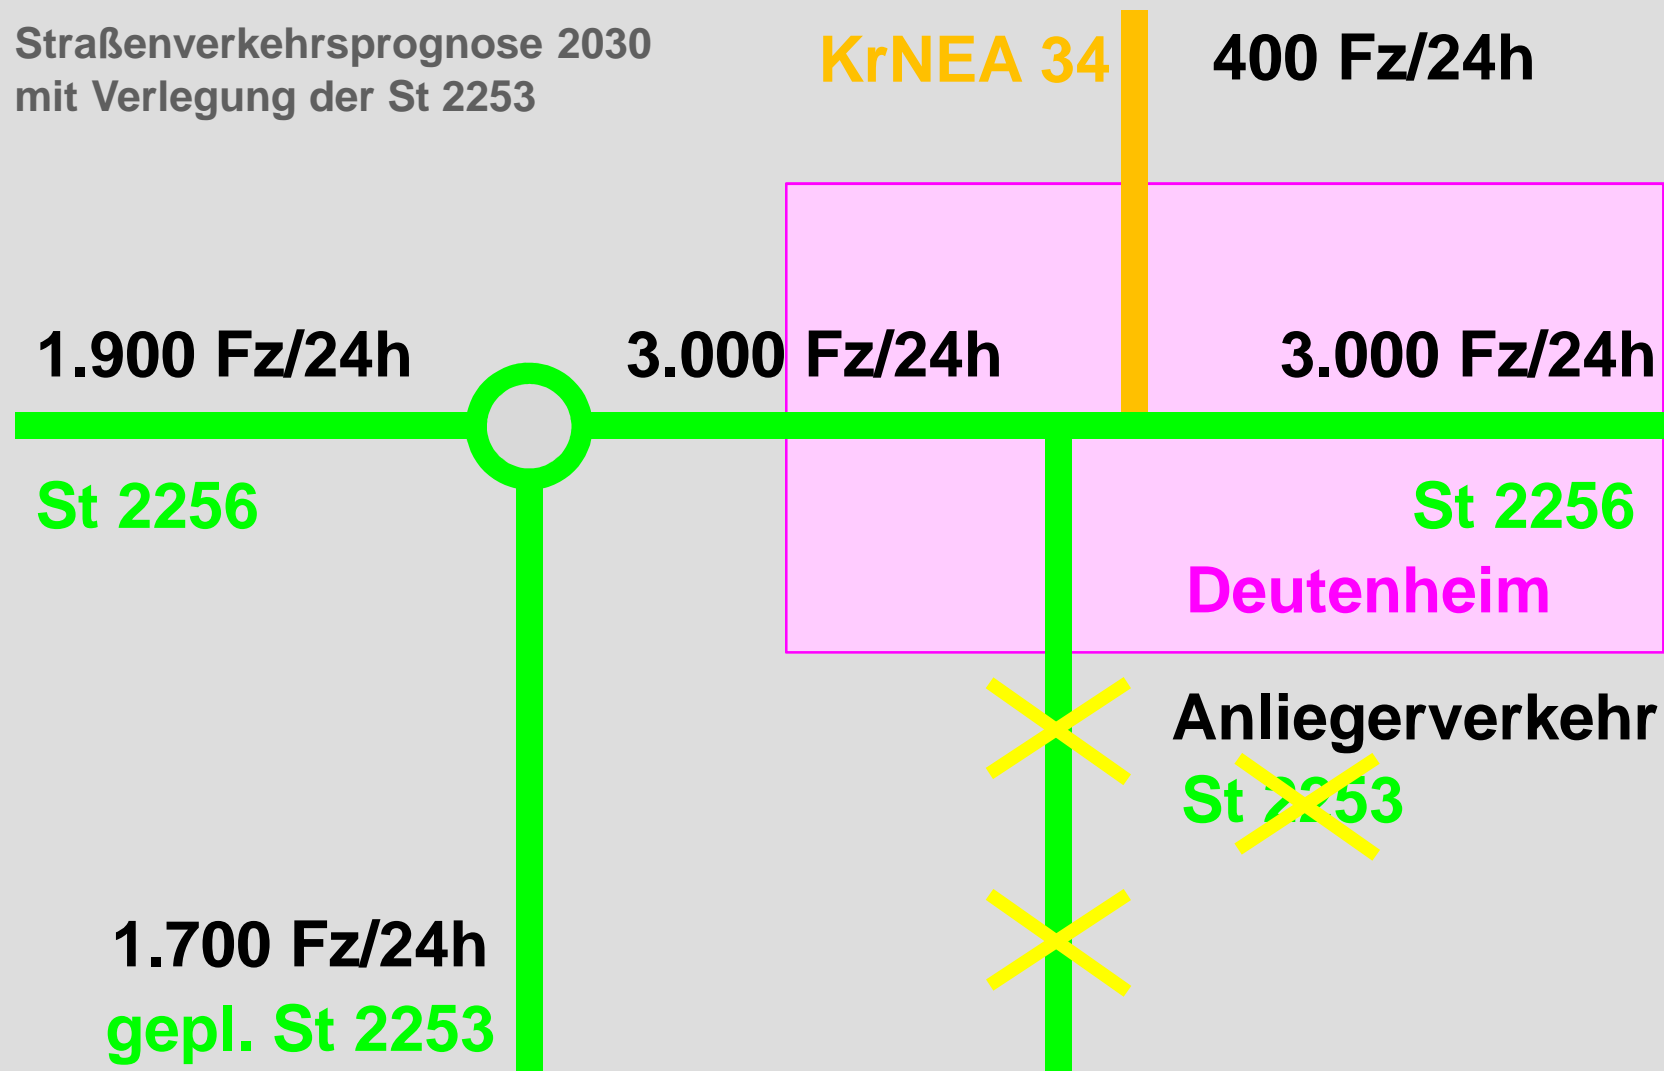 Straßenverkehrsprognose 2030
mit Verlegung der St 2253
KrNEA 34
400 Fz/24h
1.900 Fz/24h
3.000 Fz/24h
3.000 Fz/24h
St 2256
St 2256
Deutenheim
Anliegerverkehr
St 2253
1.700 Fz/24h
gepl. St 2253